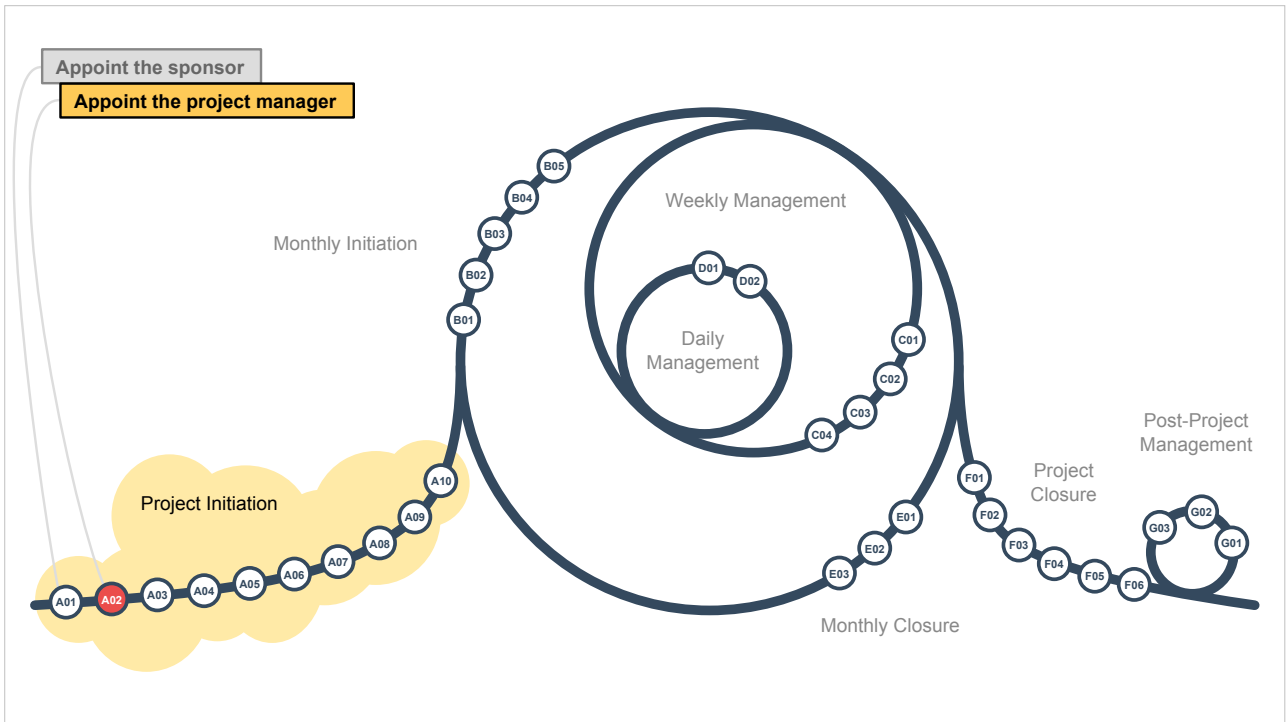 Appoint the sponsor
Appoint the project manager
Monthly Initiation
Weekly Management
Daily
Management
Project Initiation
Monthly Closure
Project
Closure
Post-Project
Management
A01
A02
A03
A04
A05
A06
A07
A08
A09
A10
B01
B02
B03
B04
B05
C01
C02
C03
C04
D01
D02
E01
E02
E03
F01
F02
F03
F04
F05
F06
G01
G02
G03